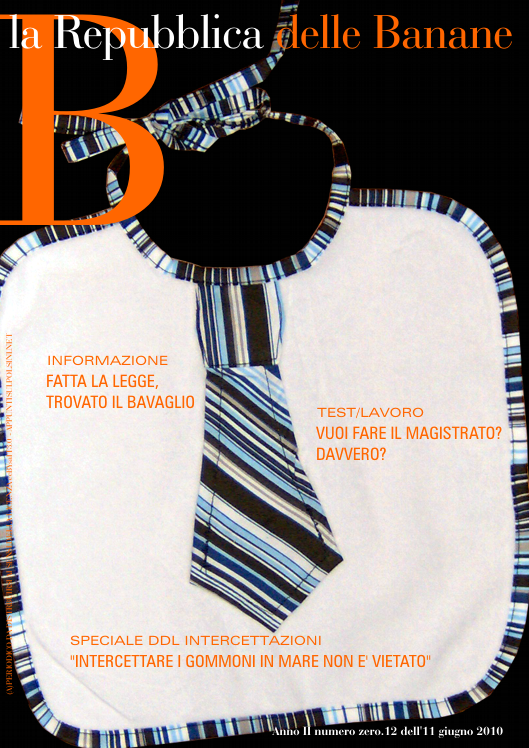 la Repubblica delle Banane
B
INFORMAZIONE
FATTA LA LEGGE,
TROVATO IL BAVAGLIO
TEST/LAVORO
VUOI FARE IL MAGISTRATO?
DAVVERO?
SPECIALE DDL INTERCETTAZIONI
"INTERCETTARE I GOMMONI IN MARE NON E' VIETATO"
Anno II numero zero.12 dell'11 giugno 2010